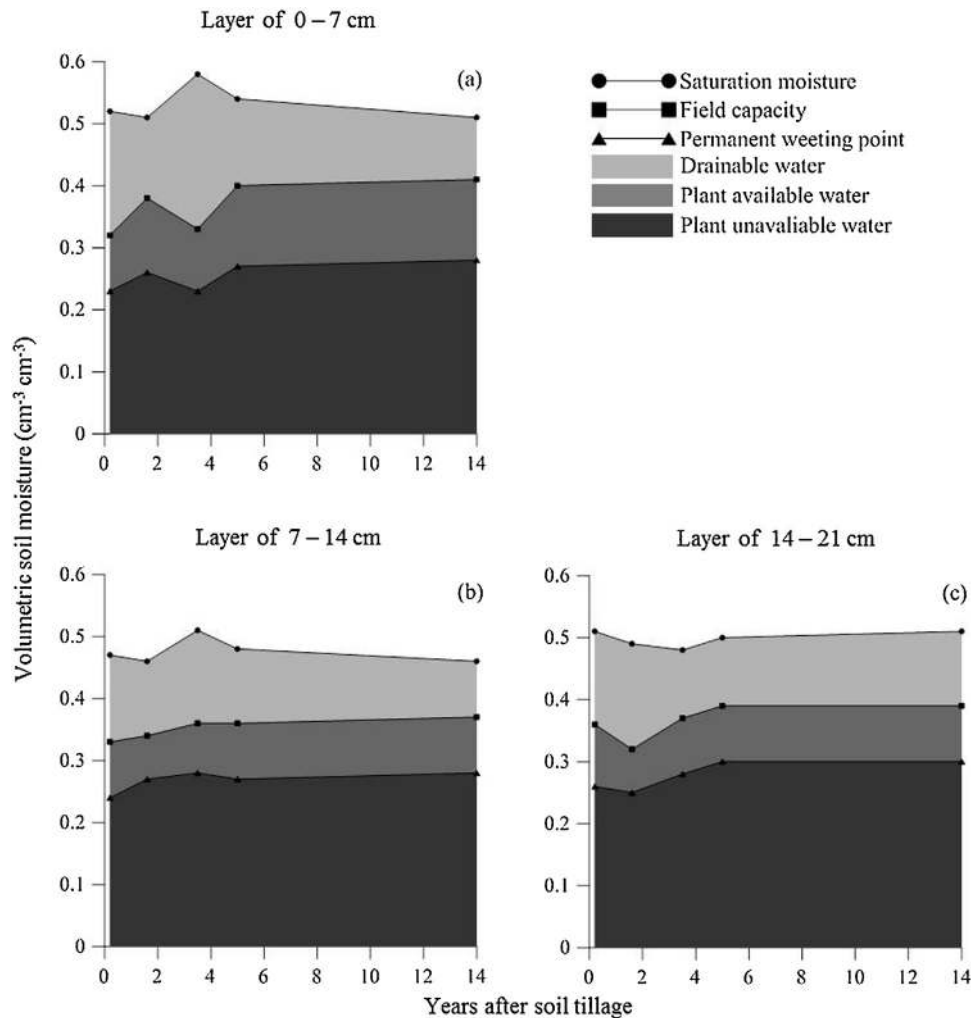 Layer of 0 – 7 cm
(a)
0.6
0.5
0.4
0.3
0.2
0.1
0
0 2 4 6 8 10 12 14
Saturation moisture
Field capacity
Permanent weeting point
Drainable water
Plant available water
Plant unavaliable water
Volumetric soil moisture (cm⁻³ cm⁻³)
Layer of 7 – 14 cm
(b)
0.6
0.5
0.4
0.3
0.2
0.1
0
0 2 4 6 8 10 12 14
Layer of 14 – 21 cm
(c)
0.6
0.5
0.4
0.3
0.2
0.1
0
0 2 4 6 8 10 12 14
Years after soil tillage